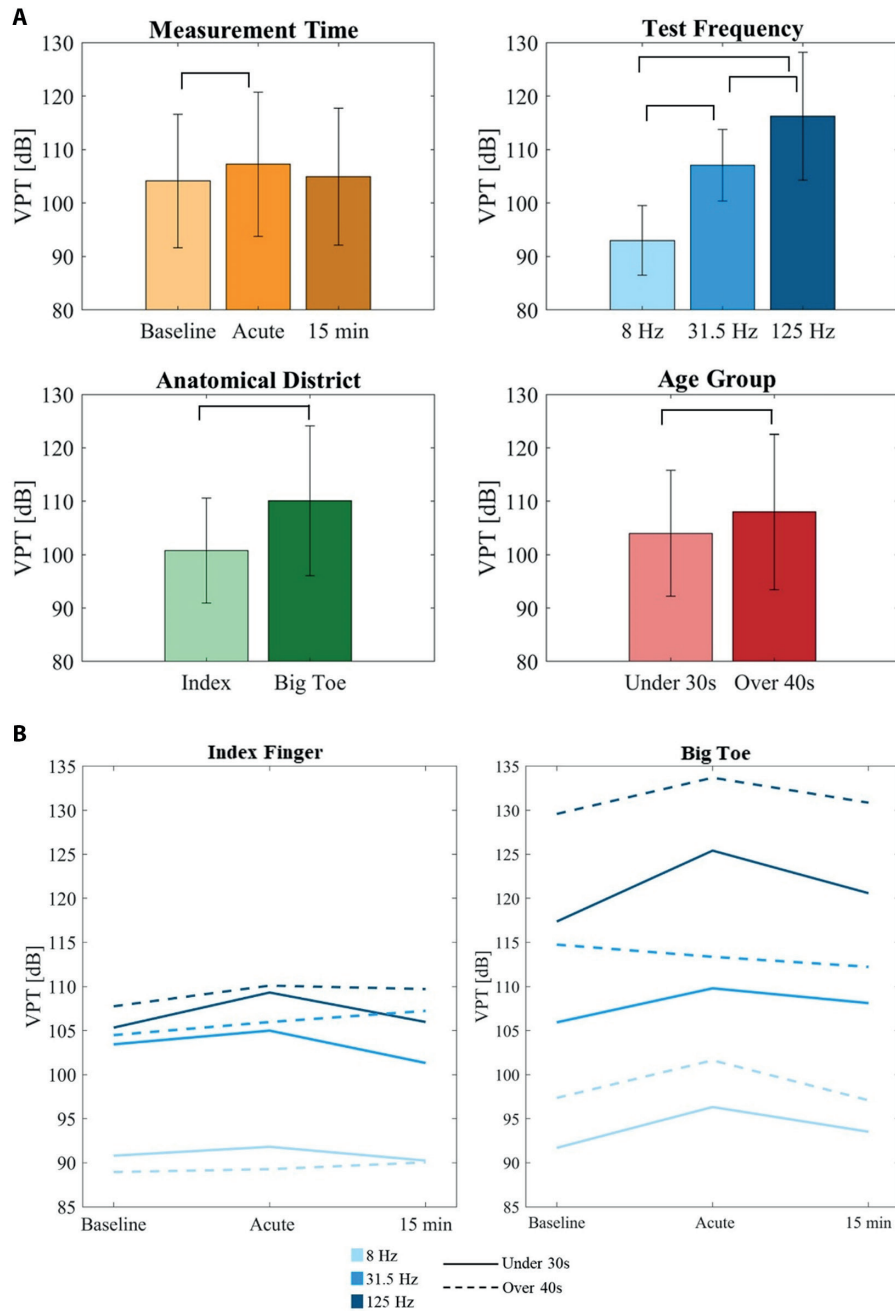 A
Measurement Time
130
120
110
100
90
80
VPT [dB]
Baseline Acute 15 min
Test Frequency
130
120
110
100
90
80
VPT [dB]
8 Hz 31.5 Hz 125 Hz
Anatomical District
130
120
110
100
90
80
VPT [dB]
Index Big Toe
Age Group
130
120
110
100
90
80
VPT [dB]
Under 30s Over 40s
B
Index Finger
135
130
125
120
115
110
105
100
95
90
85
VPT [dB]
Baseline Acute 15 min
Big Toe
135
130
125
120
115
110
105
100
95
90
85
VPT [dB]
Baseline Acute 15 min
8 Hz
31.5 Hz
125 Hz
Under 30s
Over 40s